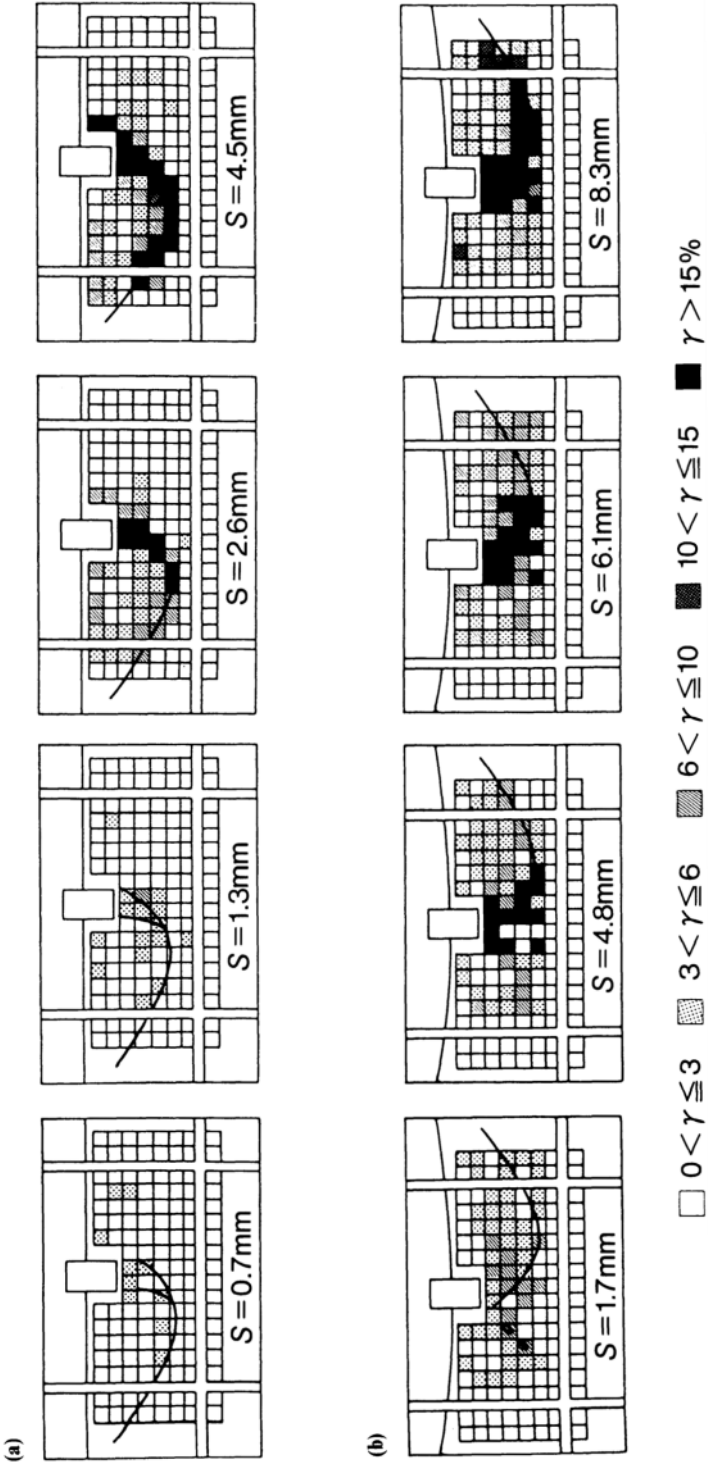 (a)
S=0.7mm
S=1.3mm
S=2.6mm
S=4.5mm
(b)
S=1.7mm
S=4.8mm
S=6.1mm
S=8.3mm
0<γ≦3 3<γ≦6 6<γ≦10 10<γ≦15 γ>15%